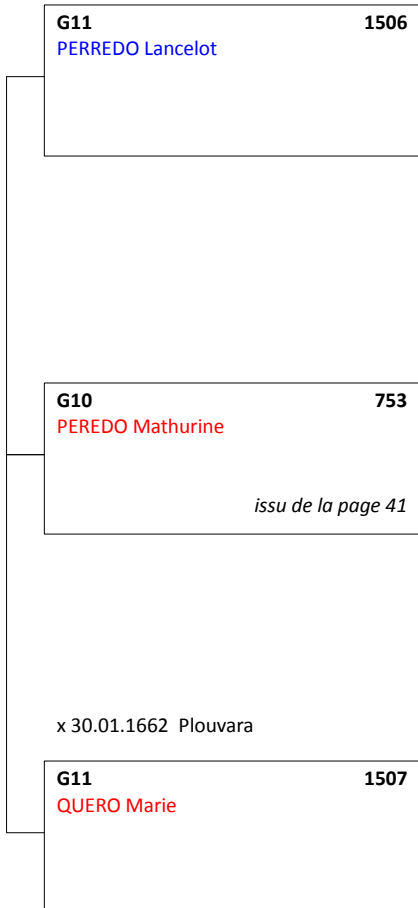 G11 1506
PERREDO Lancelot
G10 753
PEREDO Mathurine
issu de la page 41
x 30.01.1662 Plouvara
G11 1507
QUERO Marie